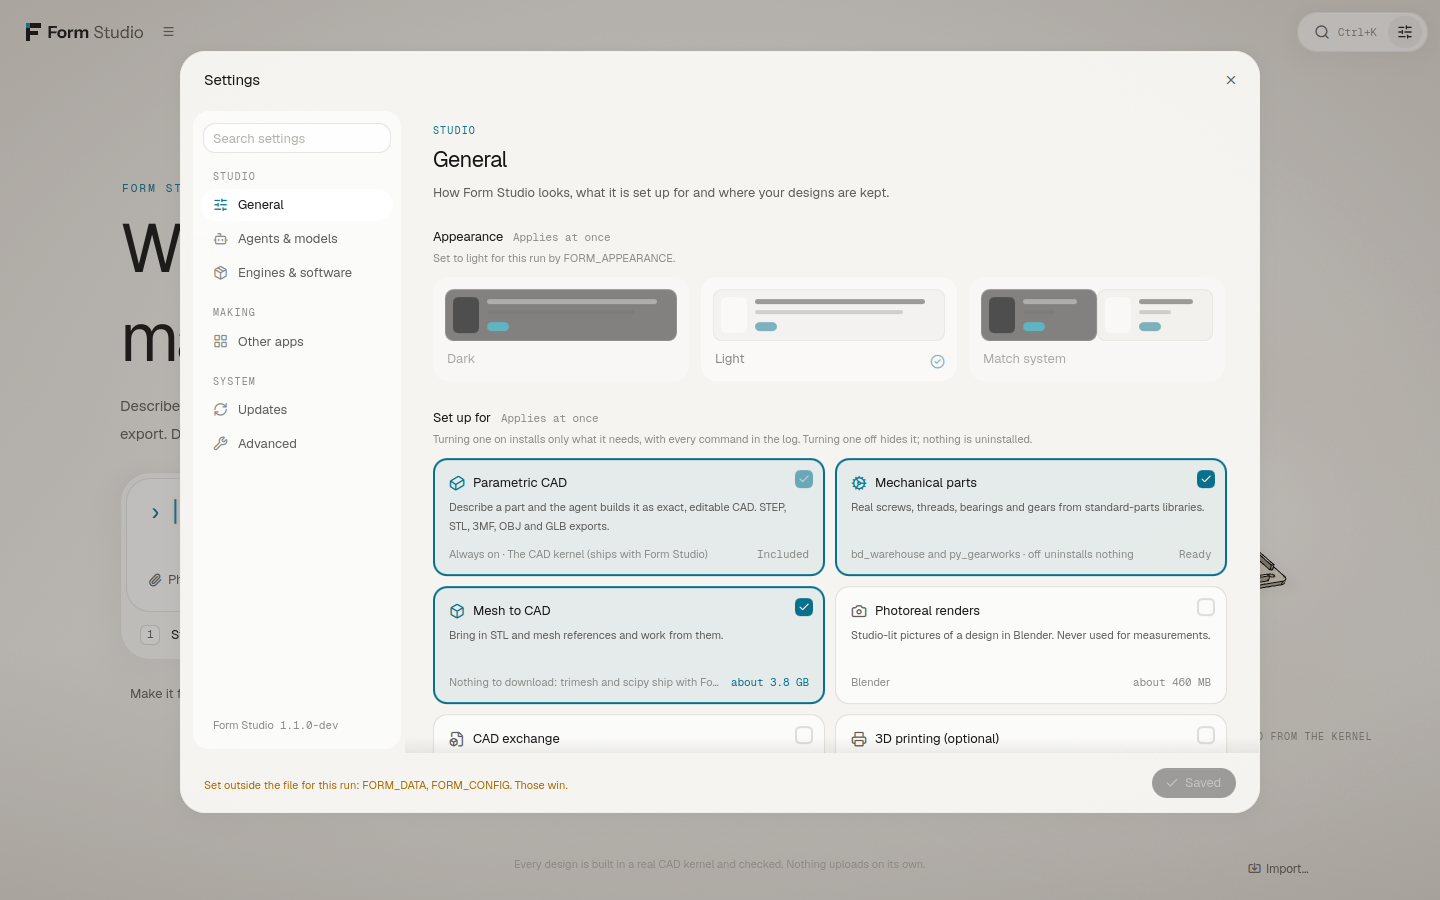 Form Studio
Ctrl+K
Settings
Search settings
STUDIO
General
Agents & models
Engines & software
MAKING
Other apps
SYSTEM
Updates
Advanced
Form Studio 1.1.0-dev
STUDIO
General
How Form Studio looks, what it is set up for and where your designs are kept.
Appearance Applies at once
Set to light for this run by FORM_APPEARANCE.
Dark
Light
Match system
Set up for Applies at once
Turning one on installs only what it needs, with every command in the log. Turning one off hides it; nothing is uninstalled.
Parametric CAD
Describe a part and the agent builds it as exact, editable CAD. STEP,
STL, 3MF, OBJ and GLB exports.
Always on · The CAD kernel (ships with Form Studio) Included
Mechanical parts
Real screws, threads, bearings and gears from standard-parts libraries.
bd_warehouse and py_gearworks · off uninstalls nothing Ready
Mesh to CAD
Bring in STL and mesh references and work from them.
Nothing to download: trimesh and scipy ship with Fo… about 3.8 GB
Photoreal renders
Studio-lit pictures of a design in Blender. Never used for measurements.
Blender about 460 MB
CAD exchange
3D printing (optional)
Set outside the file for this run: FORM_DATA, FORM_CONFIG. Those win.
Saved
FORM ST
W
ma
Describe
export. D
Ph
1 S
Make it f
FROM THE KERNEL
Every design is built in a real CAD kernel and checked. Nothing uploads on its own.
Import…